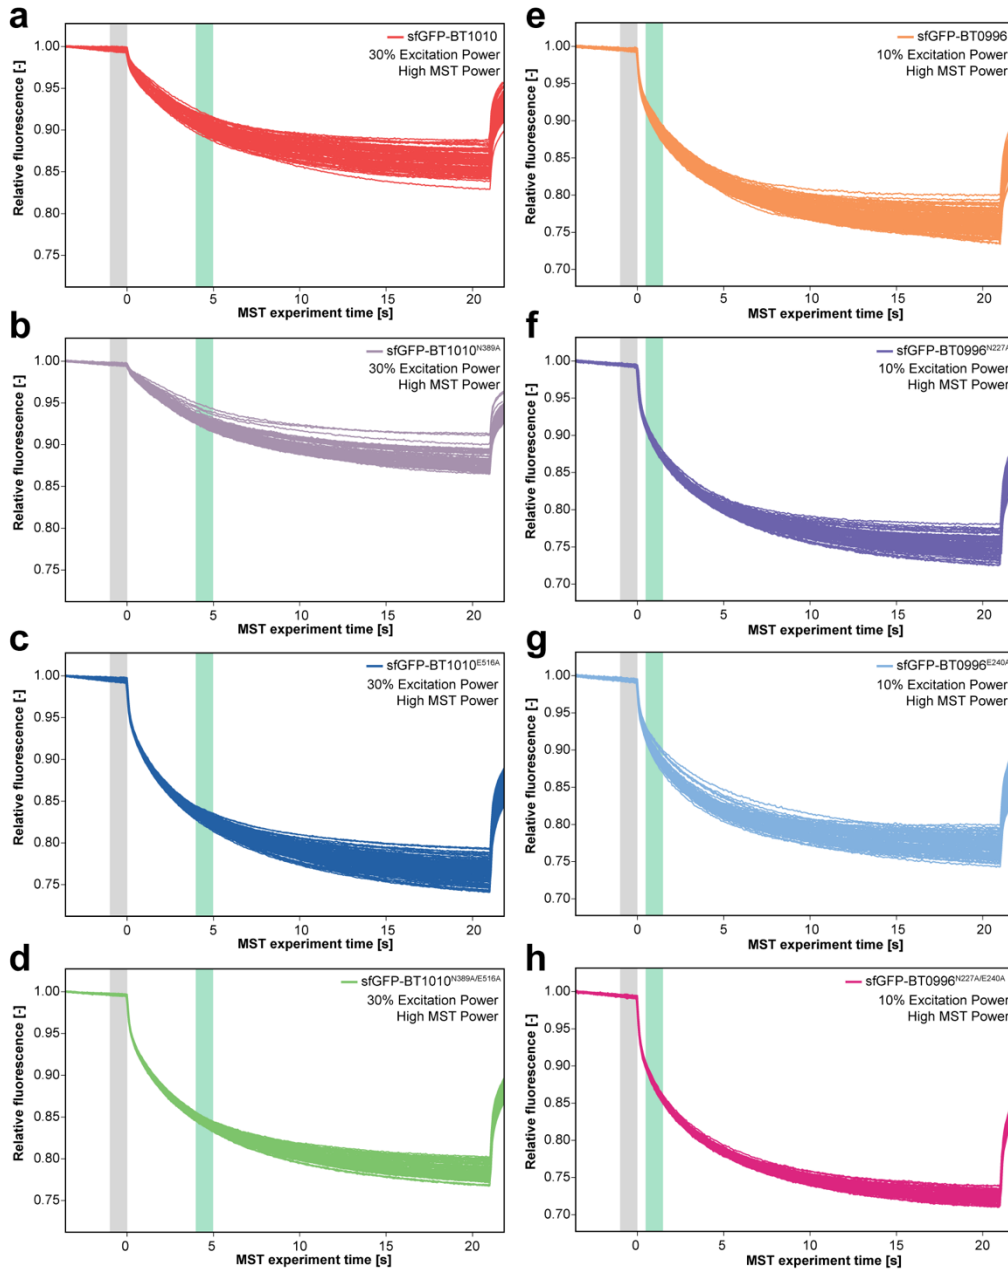 a
sfGFP-BT1010
30% Excitation Power
High MST Power
Relative fluorescence [-]
1.00
0.95
0.90
0.85
0.80
0.75
0
5
10
15
20
MST experiment time [s]
b
sfGFP-BT1010N389A
30% Excitation Power
High MST Power
Relative fluorescence [-]
1.00
0.95
0.90
0.85
0.80
0.75
0
5
10
15
20
MST experiment time [s]
c
sfGFP-BT1010E516A
30% Excitation Power
High MST Power
Relative fluorescence [-]
1.00
0.95
0.90
0.85
0.80
0.75
0
5
10
15
20
MST experiment time [s]
d
sfGFP-BT1010N389A/E516A
30% Excitation Power
High MST Power
Relative fluorescence [-]
1.00
0.95
0.90
0.85
0.80
0.75
0
5
10
15
20
MST experiment time [s]
e
sfGFP-BT0996
10% Excitation Power
High MST Power
Relative fluorescence [-]
1.00
0.95
0.90
0.85
0.80
0.75
0.70
0
5
10
15
20
MST experiment time [s]
f
sfGFP-BT0996N227A
10% Excitation Power
High MST Power
Relative fluorescence [-]
1.00
0.95
0.90
0.85
0.80
0.75
0.70
0
5
10
15
20
MST experiment time [s]
g
sfGFP-BT0996E240A
10% Excitation Power
High MST Power
Relative fluorescence [-]
1.00
0.95
0.90
0.85
0.80
0.75
0.70
0
5
10
15
20
MST experiment time [s]
h
sfGFP-BT0996N227A/E240A
10% Excitation Power
High MST Power
Relative fluorescence [-]
1.00
0.95
0.90
0.85
0.80
0.75
0.70
0
5
10
15
20
MST experiment time [s]